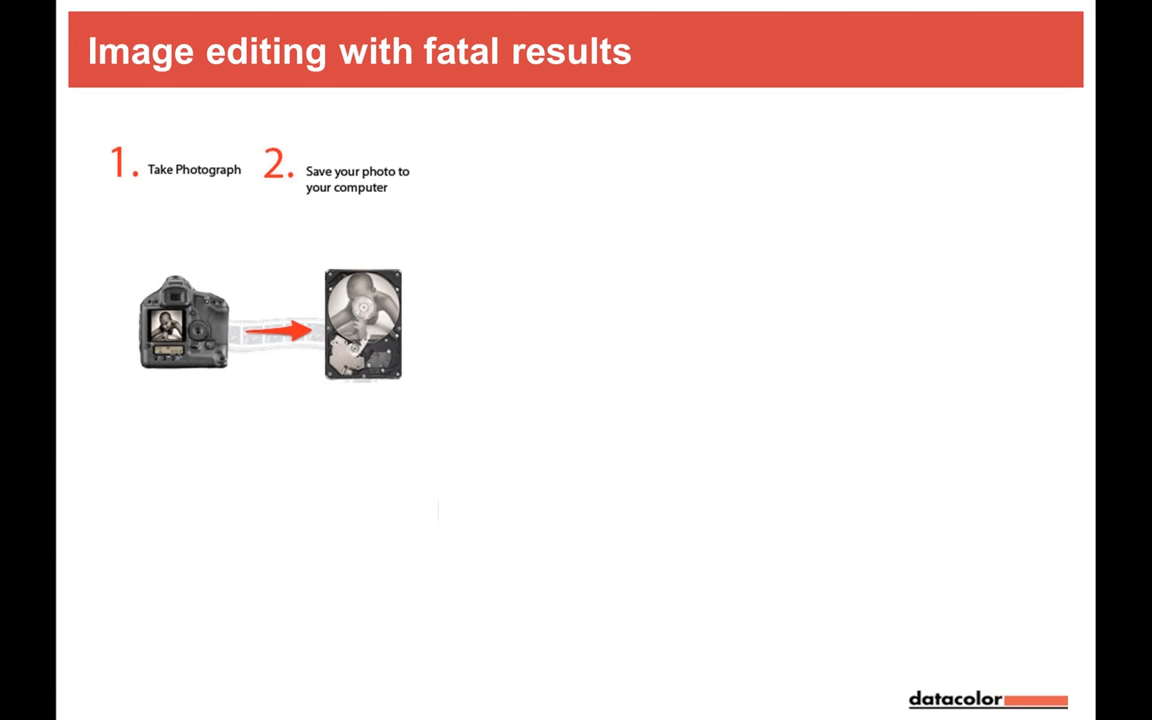 Image editing with fatal results
1. Take Photograph
2. Save your photo to
your computer
datacolor